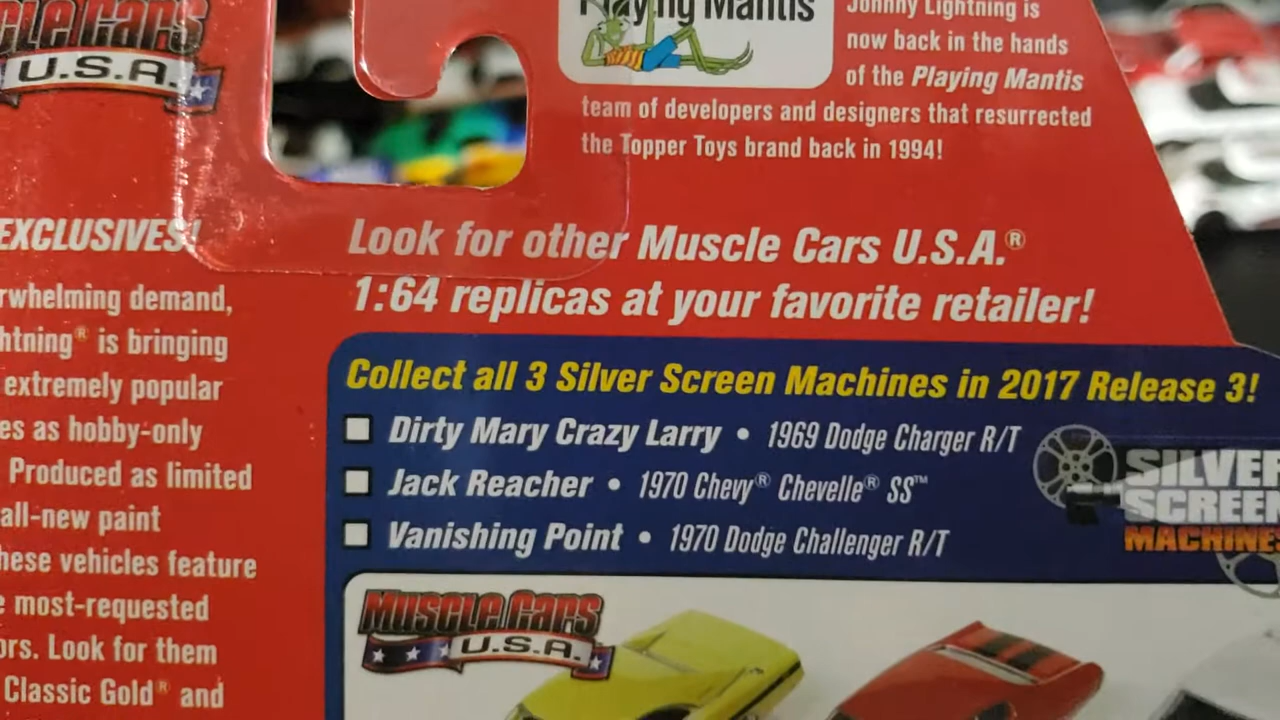 Muscle Cars
U.S.A.
EXCLUSIVES!
demand,
® is bringing
extremely popular
as hobby-only
Produced as limited
all-new paint
vehicles feature
most-requested
Look for them
Classic Gold® and
Playing Mantis
Johnny Lightning is
now back in the hands
of the Playing Mantis
team of developers and designers that resurrected
the Topper Toys brand back in 1994!
Look for other Muscle Cars U.S.A.®
1:64 replicas at your favorite retailer!
Collect all 3 Silver Screen Machines in 2017 Release 3!
Dirty Mary Crazy Larry • 1969 Dodge Charger R/T
Jack Reacher • 1970 Chevy® Chevelle® SS™
Vanishing Point • 1970 Dodge Challenger R/T
SILVER
SCREEN
MACHINES
Muscle Cars
U.S.A.